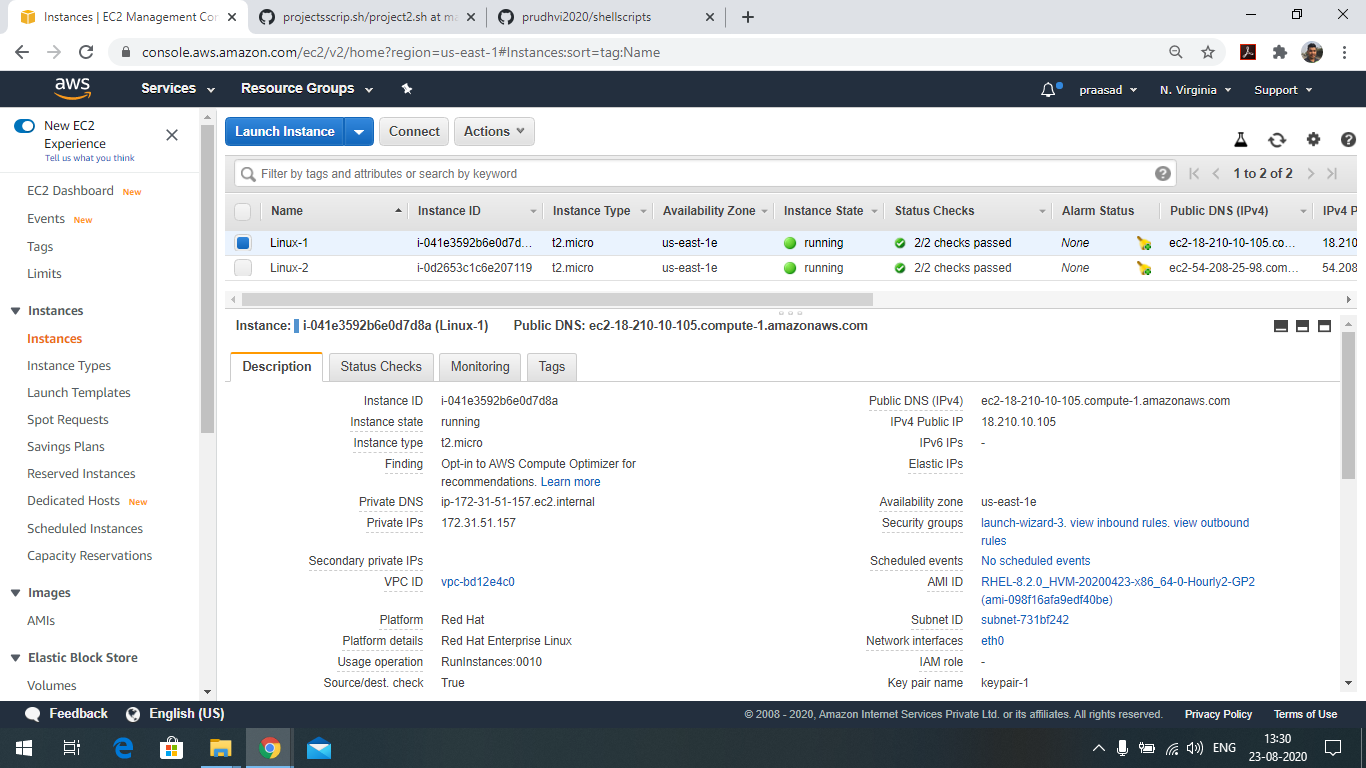 Instances | EC2 Management Con
projectsscrip.sh/project2.sh at ma
prudhvi2020/shellscripts
console.aws.amazon.com/ec2/v2/home?region=us-east-1#Instances:sort=tag:Name
aws
Services
Resource Groups
praasad
N. Virginia
Support
New EC2
Experience
Tell us what you think
EC2 Dashboard New
Events New
Tags
Limits
Instances
Instances
Instance Types
Launch Templates
Spot Requests
Savings Plans
Reserved Instances
Dedicated Hosts New
Scheduled Instances
Capacity Reservations
Images
AMIs
Elastic Block Store
Volumes
Launch Instance
Connect
Actions
Filter by tags and attributes or search by keyword
1 to 2 of 2
Name Instance ID Instance Type Availability Zone Instance State Status Checks Alarm Status Public DNS (IPv4) IPv4 P
Linux-1 i-041e3592b6e0d7d... t2.micro us-east-1e running 2/2 checks passed None ec2-18-210-10-105.co... 18.210
Linux-2 i-0d2653c1c6e207119 t2.micro us-east-1e running 2/2 checks passed None ec2-54-208-25-98.com... 54.208
Instance: i-041e3592b6e0d7d8a (Linux-1) Public DNS: ec2-18-210-10-105.compute-1.amazonaws.com
Description Status Checks Monitoring Tags
Instance ID i-041e3592b6e0d7d8a
Instance state running
Instance type t2.micro
Finding Opt-in to AWS Compute Optimizer for
recommendations. Learn more
Private DNS ip-172-31-51-157.ec2.internal
Private IPs 172.31.51.157
Secondary private IPs
VPC ID vpc-bd12e4c0
Platform Red Hat
Platform details Red Hat Enterprise Linux
Usage operation RunInstances:0010
Source/dest. check True
Public DNS (IPv4) ec2-18-210-10-105.compute-1.amazonaws.com
IPv4 Public IP 18.210.10.105
IPv6 IPs -
Elastic IPs
Availability zone us-east-1e
Security groups launch-wizard-3. view inbound rules. view outbound
rules
Scheduled events No scheduled events
AMI ID RHEL-8.2.0_HVM-20200423-x86_64-0-Hourly2-GP2
(ami-098f16afa9edf40be)
Subnet ID subnet-731bf242
Network interfaces eth0
IAM role -
Key pair name keypair-1
Feedback
English (US)
© 2008 - 2020, Amazon Internet Services Private Ltd. or its affiliates. All rights reserved.
Privacy Policy
Terms of Use
ENG
13:30
23-08-2020